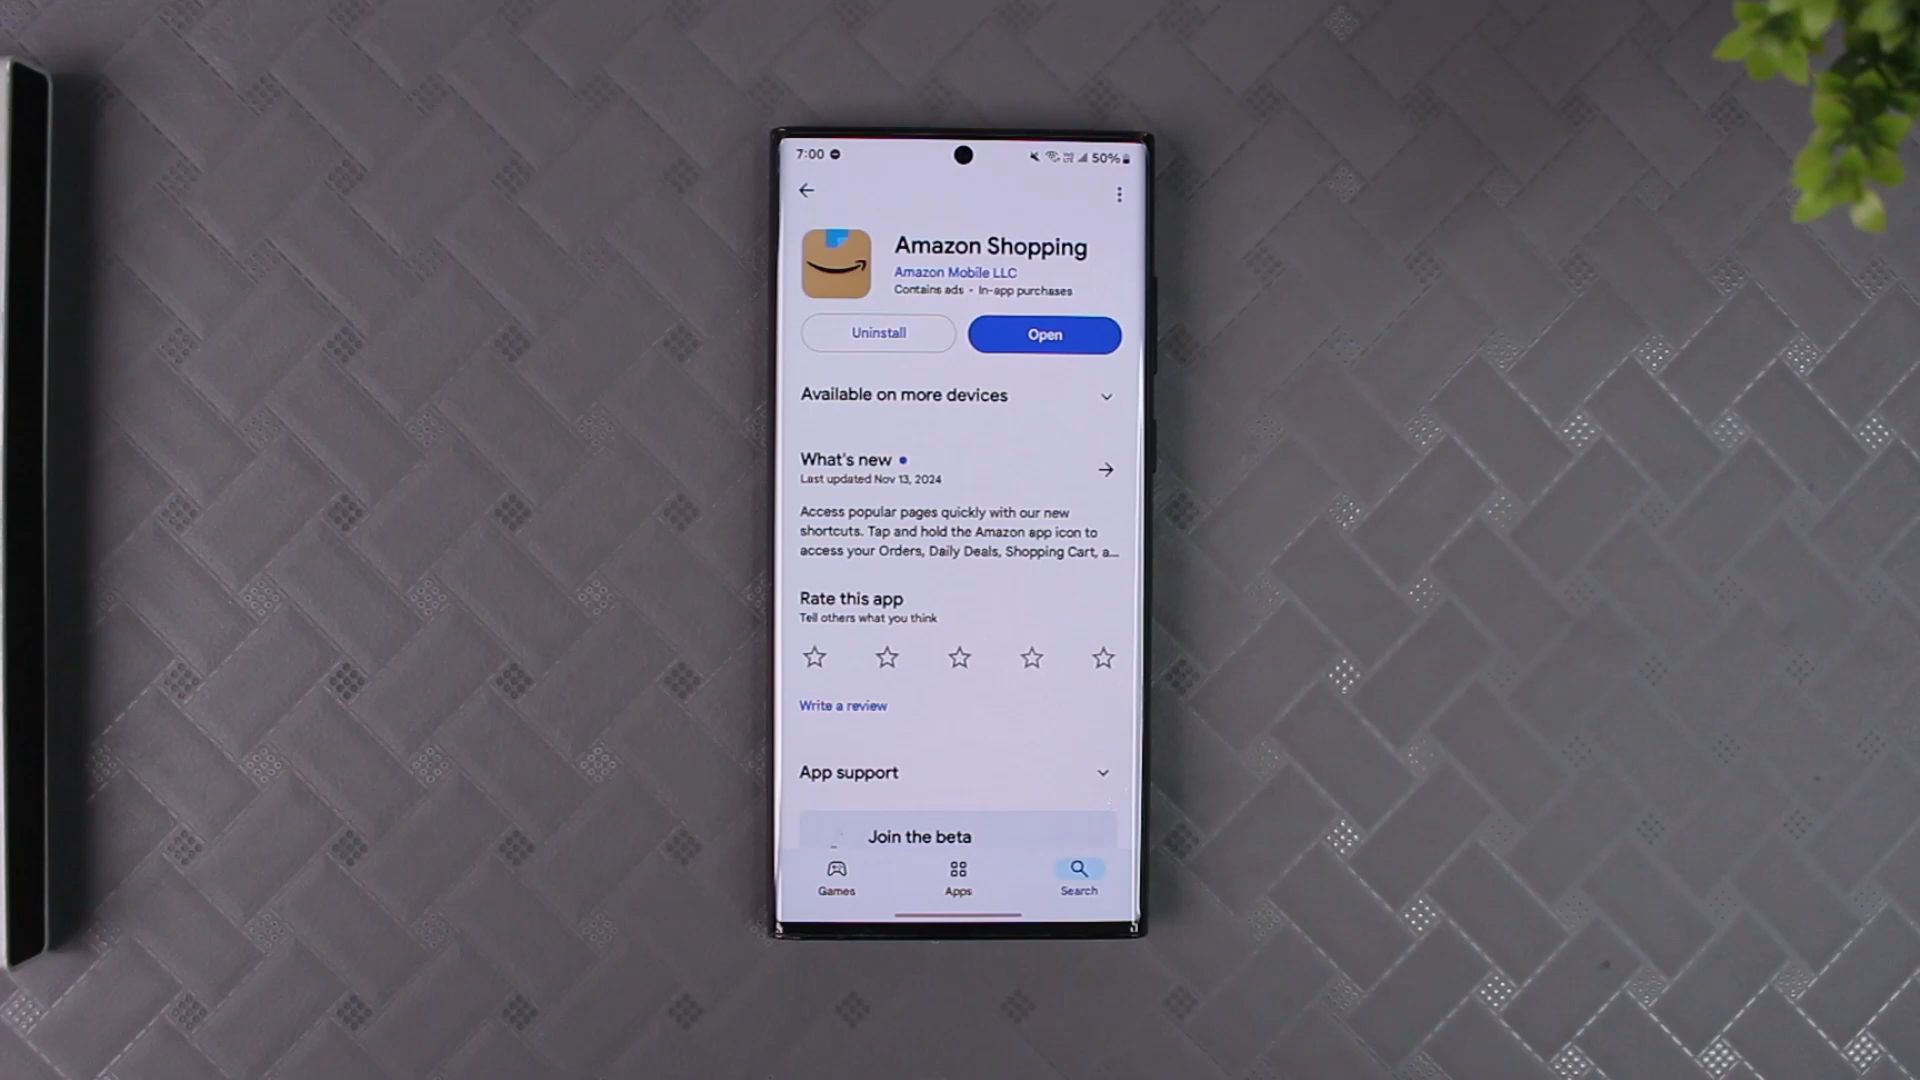 7:00
50%
Amazon Shopping
Amazon Mobile LLC
Contains ads • In-app purchases
Uninstall
Open
Available on more devices
What's new •
Last updated Nov 13, 2024
Access popular pages quickly with our new
shortcuts. Tap and hold the Amazon app icon to
access your Orders, Daily Deals, Shopping Cart, a...
Rate this app
Tell others what you think
Write a review
App support
Join the beta
Games
Apps
Search